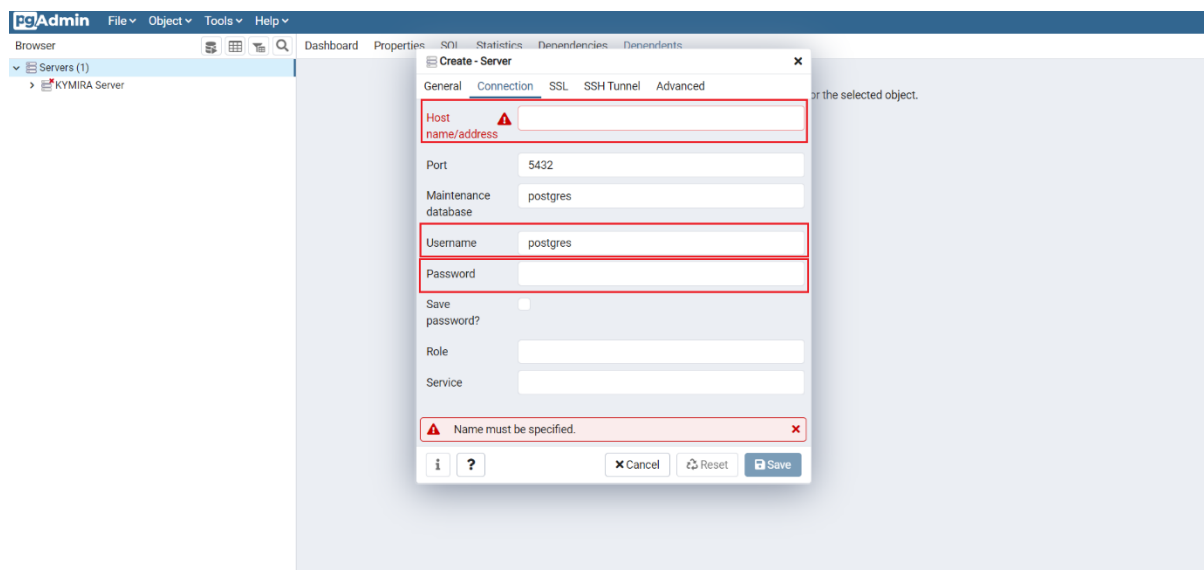 pgAdmin File Object Tools Help
Browser Dashboard Properties SQL Statistics Dependencies Dependents
Servers (1)
KYMIRA Server
Create - Server
General Connection SSL SSH Tunnel Advanced
or the selected object.
Host
name/address
Port 5432
Maintenance
database postgres
Username postgres
Password
Save
password?
Role
Service
Name must be specified.
i ? Cancel Reset Save